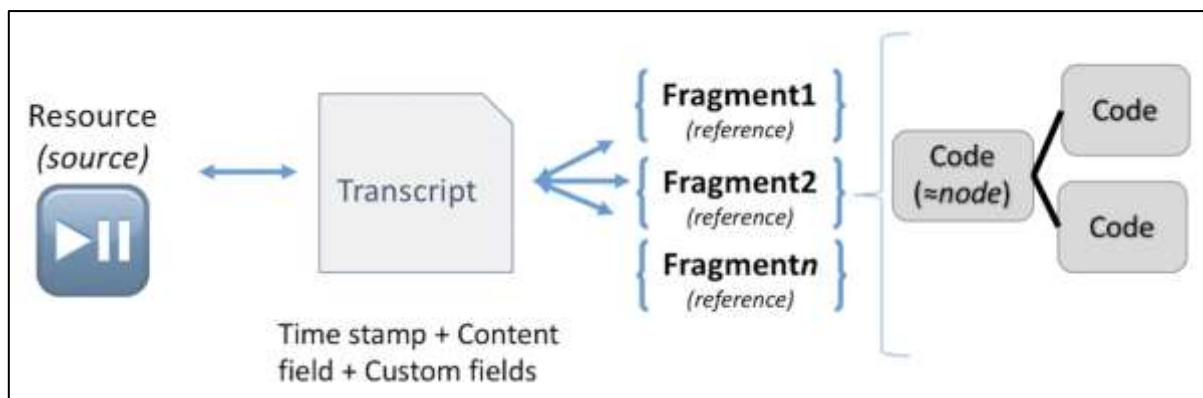 Resource
(source)
Transcript
Time stamp + Content
field + Custom fields
Fragment1
(reference)
Fragment2
(reference)
Fragmentn
(reference)
Code
(≈node)
Code
Code